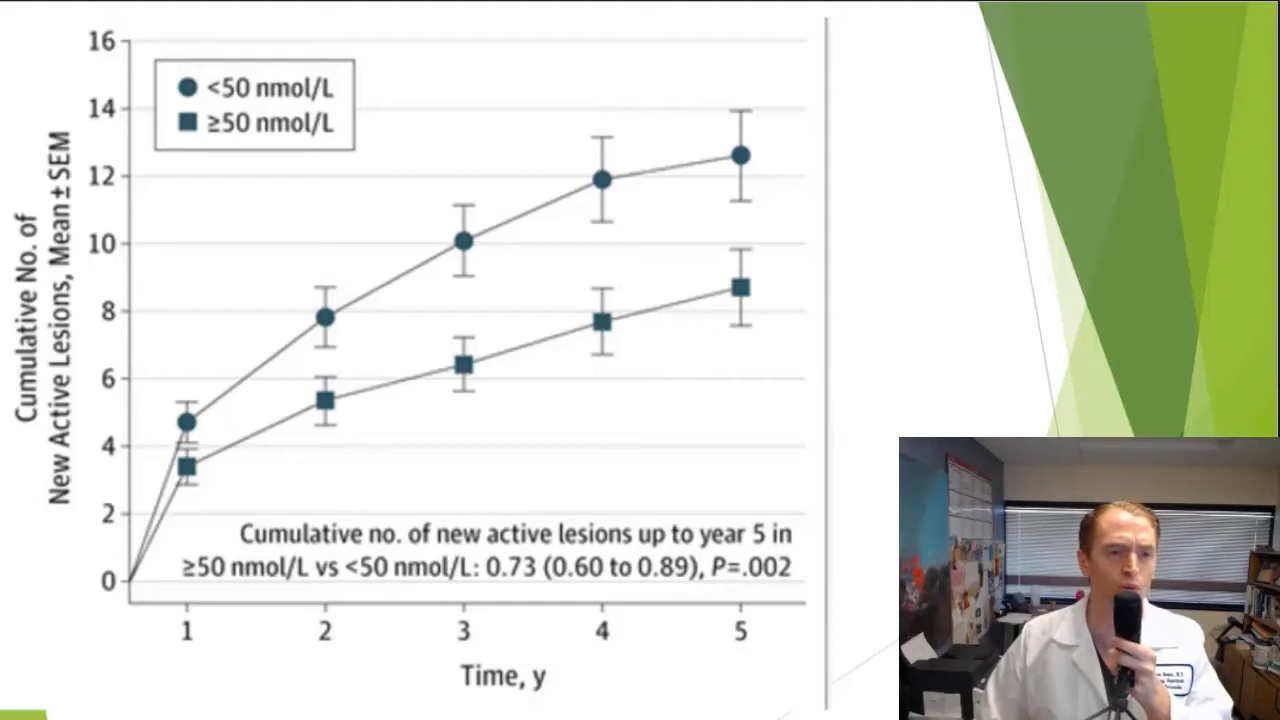 16
14
12
10
8
6
4
2
0
<50 nmol/L
≥50 nmol/L
Cumulative No. of
New Active Lesions, Mean ± SEM
Cumulative no. of new active lesions up to year 5 in
≥50 nmol/L vs <50 nmol/L: 0.73 (0.60 to 0.89), P=.002
1 2 3 4 5
Time, y